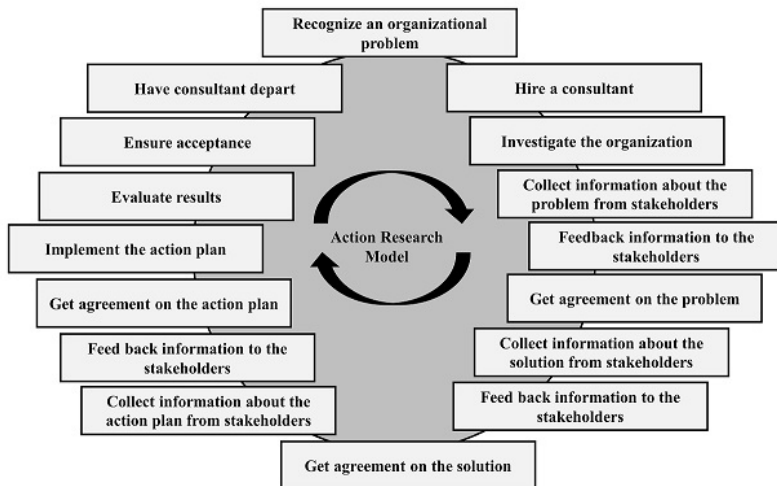 Recognize an organizational
problem
Hire a consultant
Investigate the organization
Collect information about the
problem from stakeholders
Feedback information to the
stakeholders
Get agreement on the problem
Collect information about the
solution from stakeholders
Feed back information to the
stakeholders
Get agreement on the solution
Collect information about the
action plan from stakeholders
Feed back information to the
stakeholders
Get agreement on the action plan
Implement the action plan
Evaluate results
Ensure acceptance
Have consultant depart
Action Research
Model